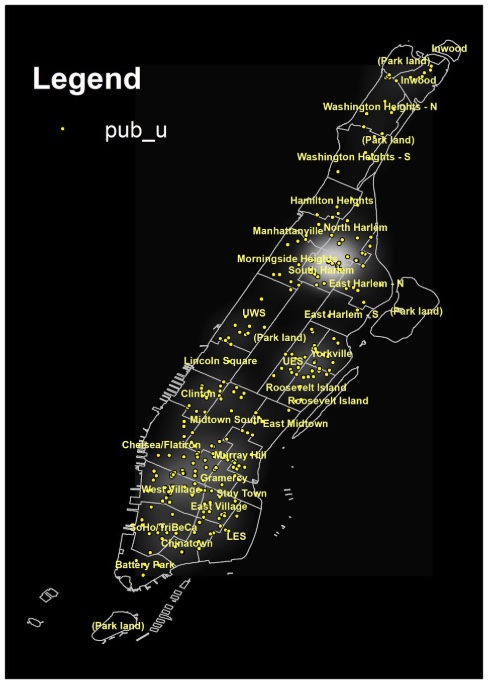 Legend
pub_u
Inwood
(Park land)
Inwood
Washington Heights - N
(Park land)
Washington Heights - S
Hamilton Heights
North Harlem
Manhattanville
Morningside Heights
South Harlem
East Harlem - N
(Park land)
East Harlem - S
UWS
(Park land)
Yorkville
UES
Lincoln Square
Roosevelt Island
Clinton
Roosevelt Island
Midtown South
East Midtown
Chelsea/Flatiron
Murray Hill
Gramercy
West Village
Stuy Town
East Village
SoHo/TriBeCa
LES
Chinatown
Battery Park
(Park land)